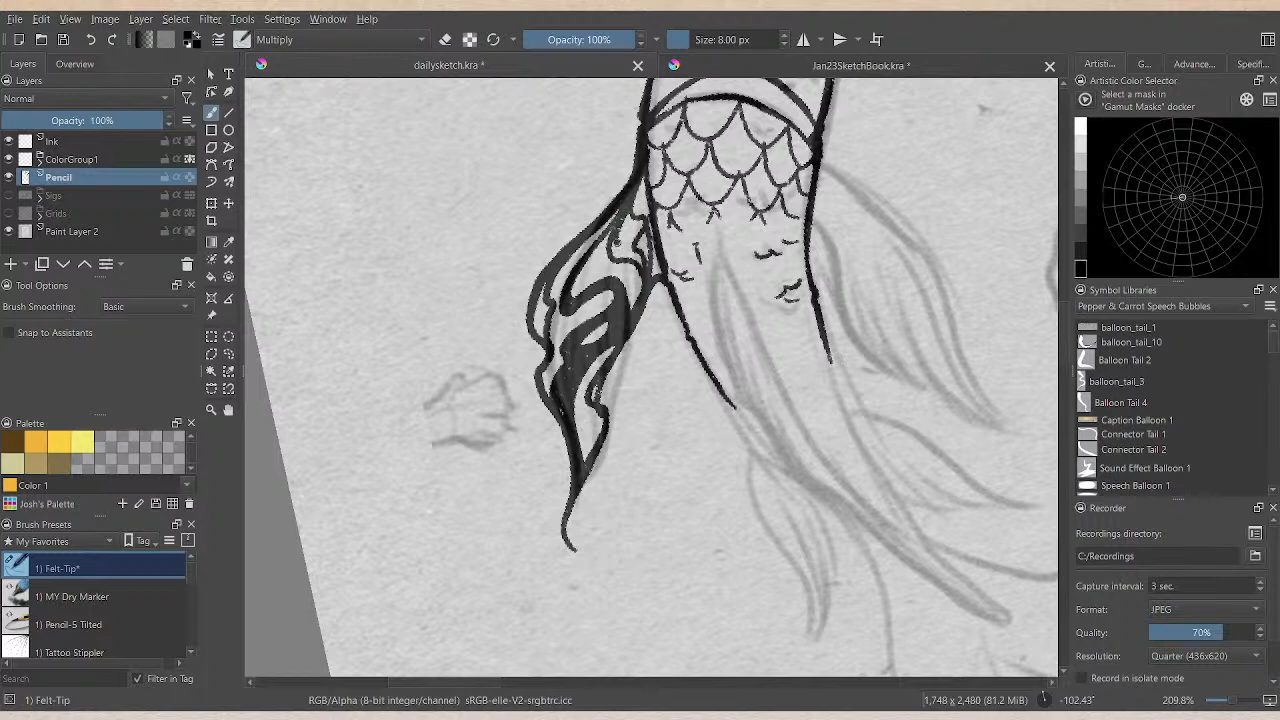 File Edit View Image Layer Select Filter Tools Settings Window Help
Multiply Opacity: 100% Size: 8.00 px
Layers Overview
dailysketch.kra *
Jan23SketchBook.kra *
Artisti... G... Advance... Specifi...
Layers
Normal
Opacity: 100%
Ink
ColorGroup1
Pencil
Sigs
Grids
Paint Layer 2
Tool Options
Brush Smoothing: Basic
Snap to Assistants
Palette
Color 1
Josh's Palette
Brush Presets
My Favorites Tag
1) Felt-Tip*
1) MY Dry Marker
1) Pencil-5 Tilted
1) Tattoo Stippler
Search Filter in Tag
Artistic Color Selector
Select a mask in
"Gamut Masks" docker
Symbol Libraries
Pepper & Carrot Speech Bubbles
balloon_tail_1
balloon_tail_10
Balloon Tail 2
balloon_tail_3
Balloon Tail 4
Caption Balloon 1
Connector Tail 1
Connector Tail 2
Sound Effect Balloon 1
Speech Balloon 1
Recorder
Recordings directory:
C:/Recordings
Capture interval: 3 sec.
Format: JPEG
Quality: 70%
Resolution: Quarter (436x620)
Record in isolate mode
1) Felt-Tip
RGB/Alpha (8-bit integer/channel) sRGB-elle-V2-srgbtrc.icc
1,748 x 2,480 (81.2 MiB) -102.43° 209.8%